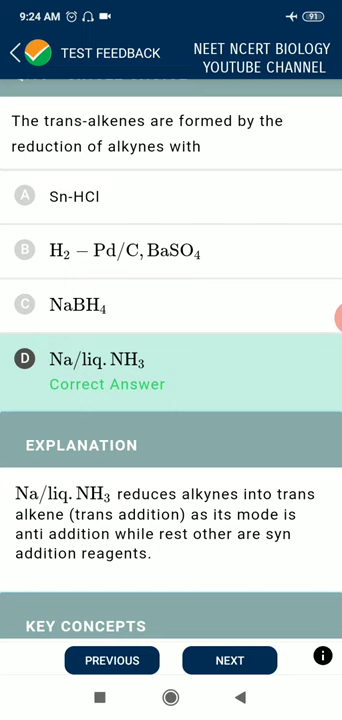 9:24 AM
91
TEST FEEDBACK
NEET NCERT BIOLOGY
YOUTUBE CHANNEL
The trans-alkenes are formed by the
reduction of alkynes with
A Sn-HCl
B H₂ – Pd/C, BaSO₄
C NaBH₄
D Na/liq. NH₃
Correct Answer
EXPLANATION
Na/liq. NH₃ reduces alkynes into trans
alkene (trans addition) as its mode is
anti addition while rest other are syn
addition reagents.
KEY CONCEPTS
PREVIOUS
NEXT
i